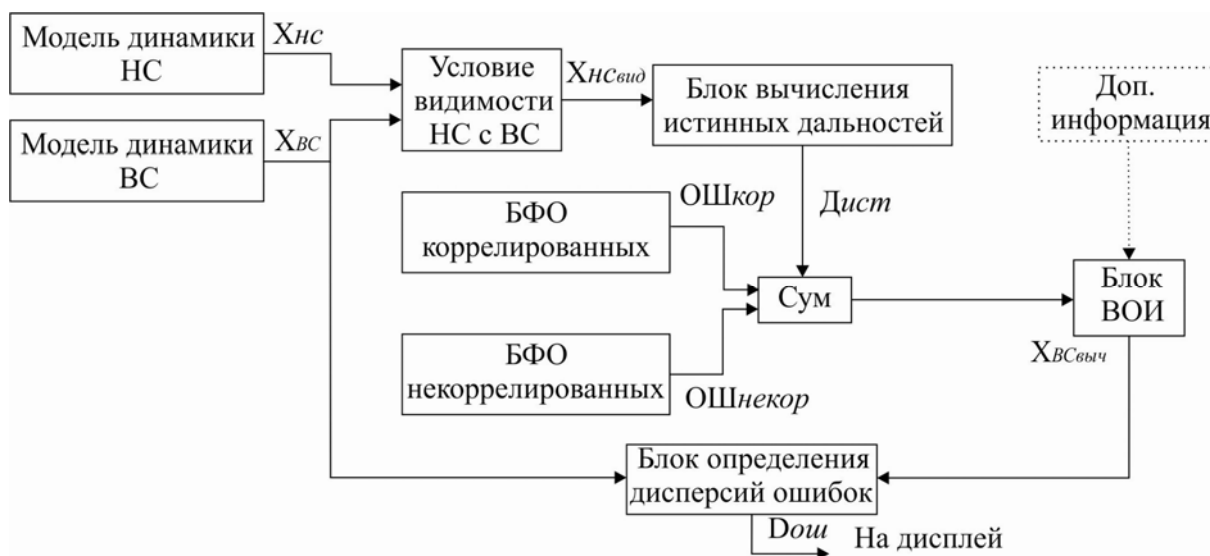 Модель динамики
НС
Xнс
Условие
видимости
НС с ВС
Xнсвид
Блок вычисления
истинных дальностей
Доп.
информация
Модель динамики
ВС
XВС
БФО
коррелированных
ОШкор
Дист
Сум
Блок
ВОИ
БФО
некоррелированных
ОШнекор
XВСвыч
Блок определения
дисперсий ошибок
Dош
На дисплей